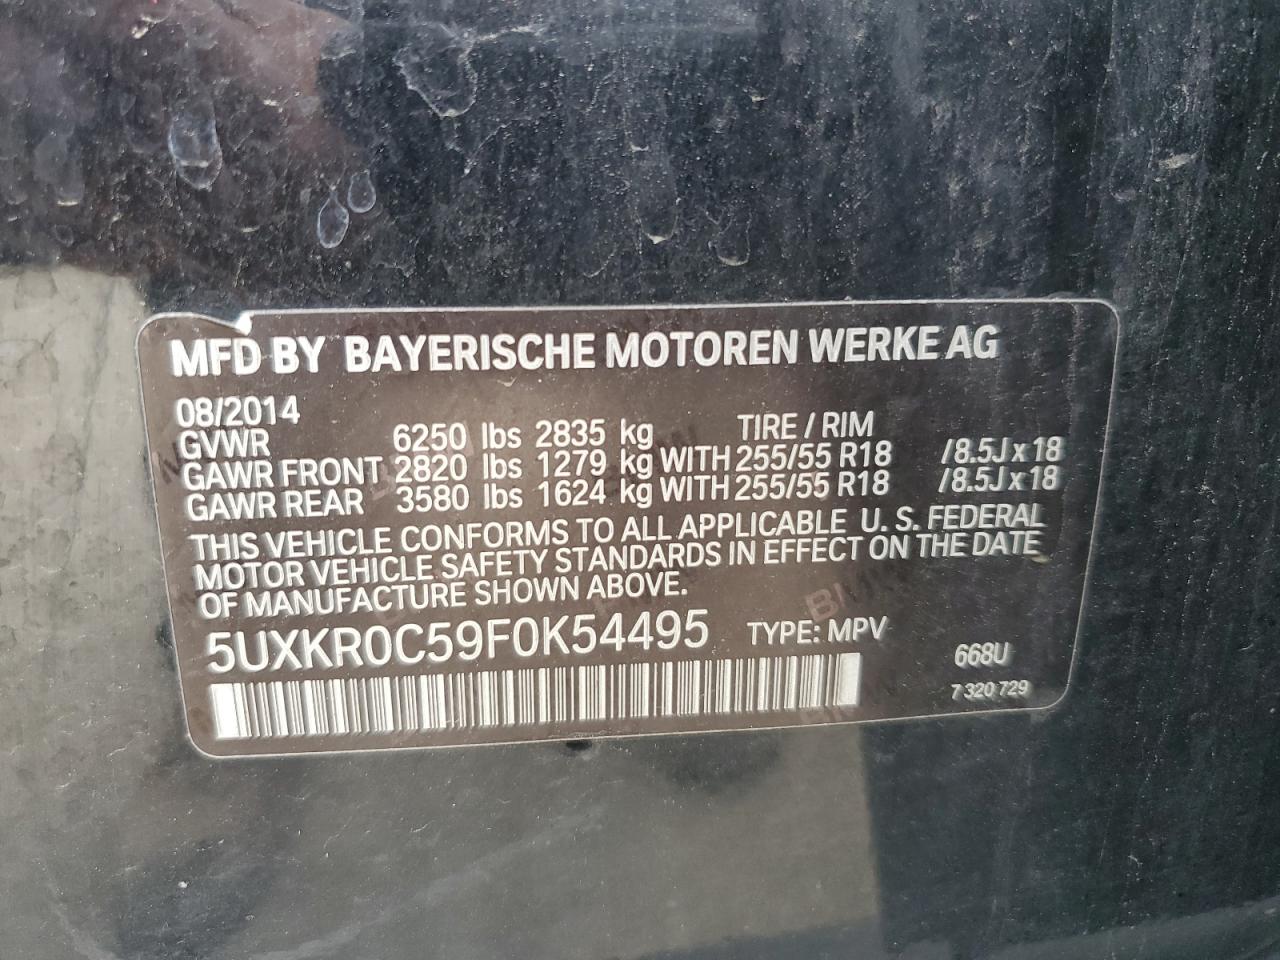 MFD BY BAYERISCHE MOTOREN WERKE AG
08/2014
GVWR 6250 lbs 2835 kg TIRE / RIM
GAWR FRONT 2820 lbs 1279 kg WITH 255/55 R18 /8.5J x 18
GAWR REAR 3580 lbs 1624 kg WITH 255/55 R18 /8.5J x 18
THIS VEHICLE CONFORMS TO ALL APPLICABLE U. S. FEDERAL
MOTOR VEHICLE SAFETY STANDARDS IN EFFECT ON THE DATE
OF MANUFACTURE SHOWN ABOVE.
5UXKR0C59F0K54495 TYPE: MPV
668U
7 320 729